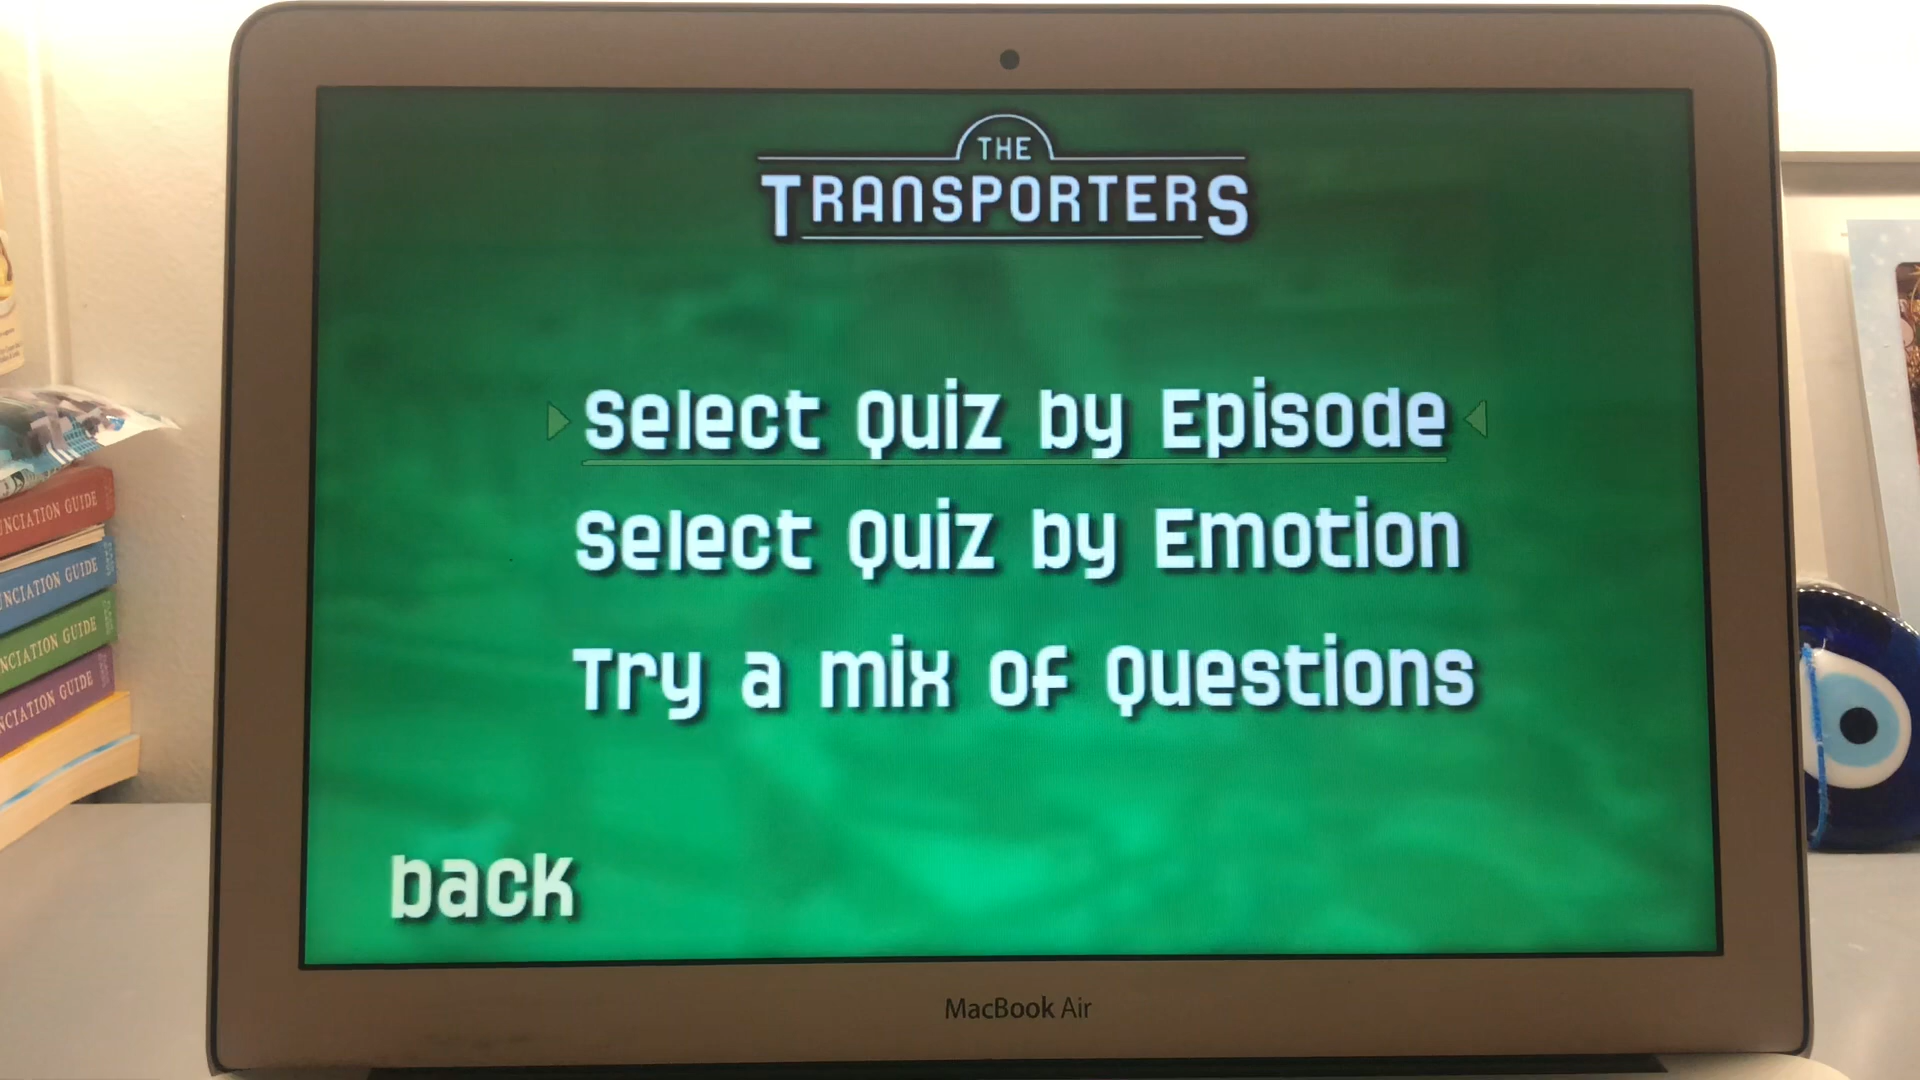 THE
TRANSPORTERS
Select Quiz by Episode
Select Quiz by Emotion
Try a mix of Questions
back
MacBook Air
NCIATION GUIDE
NCIATION GUIDE
NCIATION GUIDE
NCIATION GUIDE